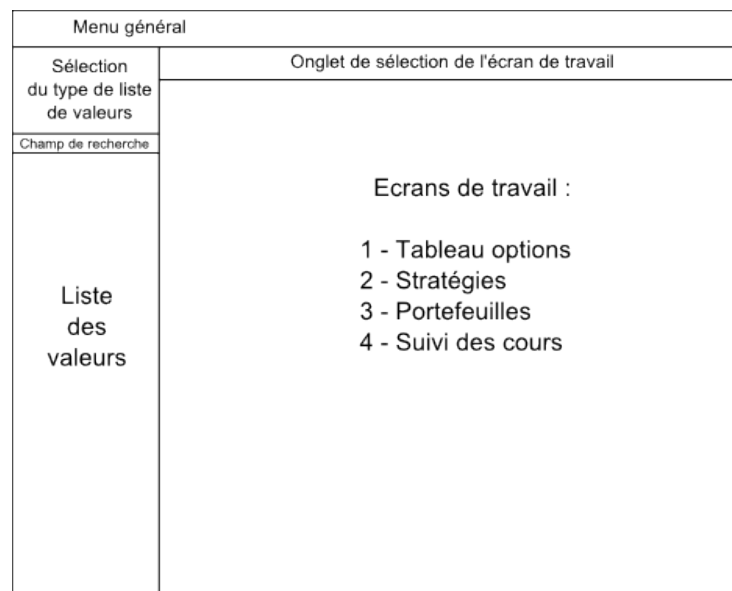 Menu général
Sélection
du type de liste
de valeurs
Onglet de sélection de l'écran de travail
Champ de recherche
Liste
des
valeurs
Ecrans de travail :
1 - Tableau options
2 - Stratégies
3 - Portefeuilles
4 - Suivi des cours